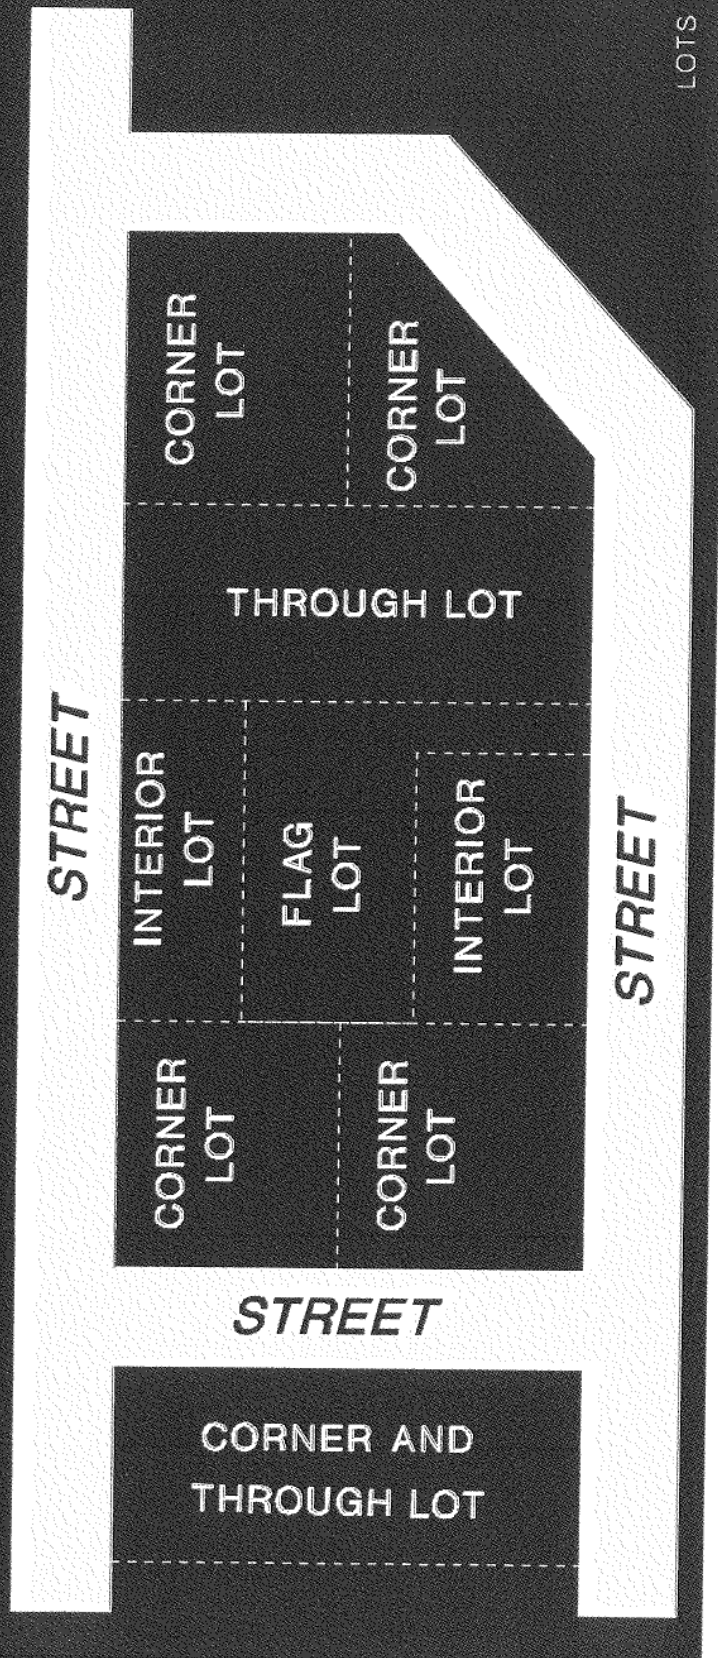 LOTS
CORNER
LOT
CORNER
LOT
THROUGH LOT
STREET
INTERIOR
LOT
FLAG
LOT
INTERIOR
LOT
STREET
CORNER
LOT
CORNER
LOT
STREET
CORNER AND
THROUGH LOT